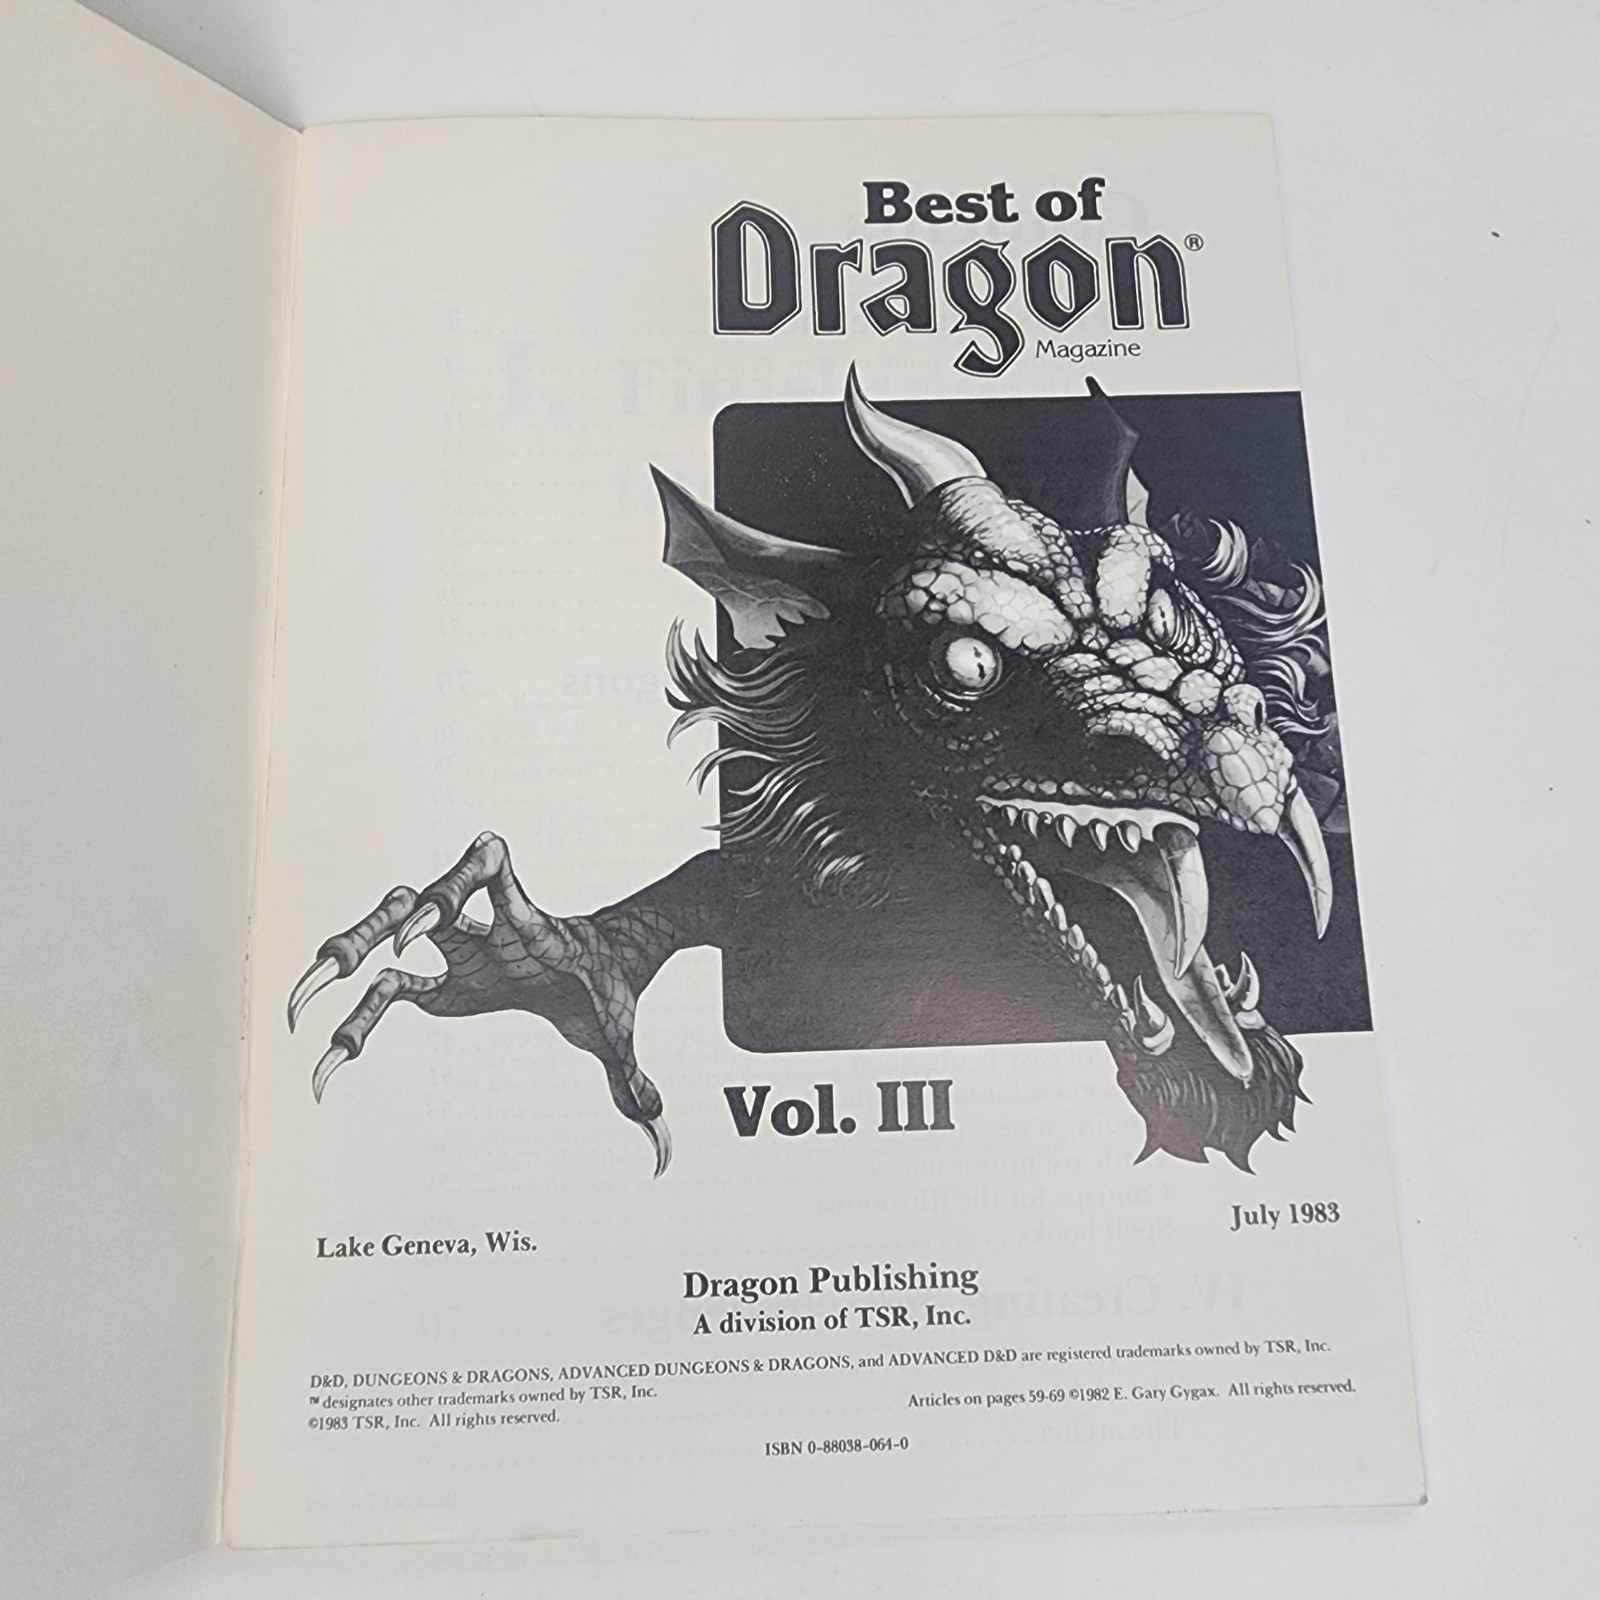 Best of
Dragon®
Magazine
Vol. III
July 1983
Lake Geneva, Wis.
Dragon Publishing
A division of TSR, Inc.
D&D, DUNGEONS & DRAGONS, ADVANCED DUNGEONS & DRAGONS, and ADVANCED D&D are registered trademarks owned by TSR, Inc.
™ designates other trademarks owned by TSR, Inc.
©1983 TSR, Inc. All rights reserved.
Articles on pages 59-69 ©1982 E. Gary Gygax. All rights reserved.
ISBN 0-88038-064-0